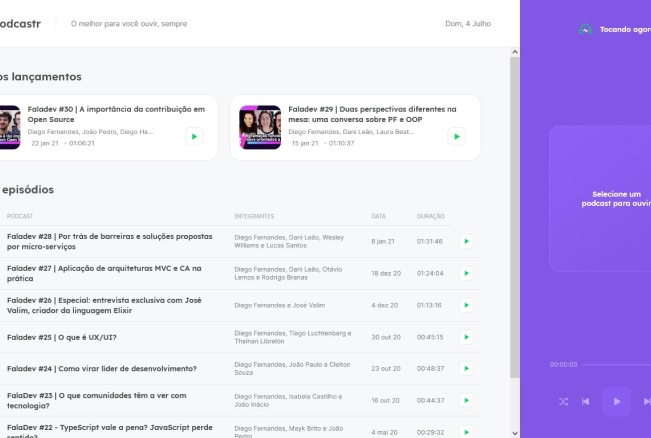 odcastr
O melhor para você ouvir, sempre
Dom, 4 Julho
Tocando agor
os lançamentos
Faladev #30 | A importância da contribuição em
Open Source
Diego Fernandes, João Pedro, Diego Ha...
22 jan 21 - 01:06:21
Faladev #29 | Duas perspectivas diferentes na
mesa: uma conversa sobre PF e OOP
Diego Fernandes, Dani Leão, Laura Beat...
15 jan 21 - 01:10:37
Selecione um
podcast para ouvir
episódios
PODCAST INTEGRANTES DATA DURAÇÃO
Faladev #28 | Por trás de barreiras e soluções propostas
por micro-serviços
Diego Fernandes, Dani Leão, Wesley
Williams e Lucas Santos
8 jan 21
01:31:46
Faladev #27 | Aplicação de arquiteturas MVC e CA na
prática
Diego Fernandes, Dani Leão, Otávio
Lemos e Rodrigo Branas
18 dez 20
01:24:04
Faladev #26 | Especial: entrevista exclusiva com José
Valim, criador da linguagem Elixir
Diego Fernandes e José Valim
4 dez 20
01:13:16
Faladev #25 | O que é UX/UI?
Diego Fernandes, Tiago Luchtenberg e
Thainan Librelon
30 out 20
00:45:15
Faladev #24 | Como virar líder de desenvolvimento?
Diego Fernandes, João Paulo e Cleiton
Souza
23 out 20
00:48:37
FalaDev #23 | O que comunidades têm a ver com
tecnologia?
Diego Fernandes, Isabela Castilho e
João Inácio
16 out 20
00:44:37
FalaDev #22 - TypeScript vale a pena? JavaScript perde
sentido?
Diego Fernandes, Mayk Brito e João
Pedro
4 mai 20
00:29:32
00:00:00